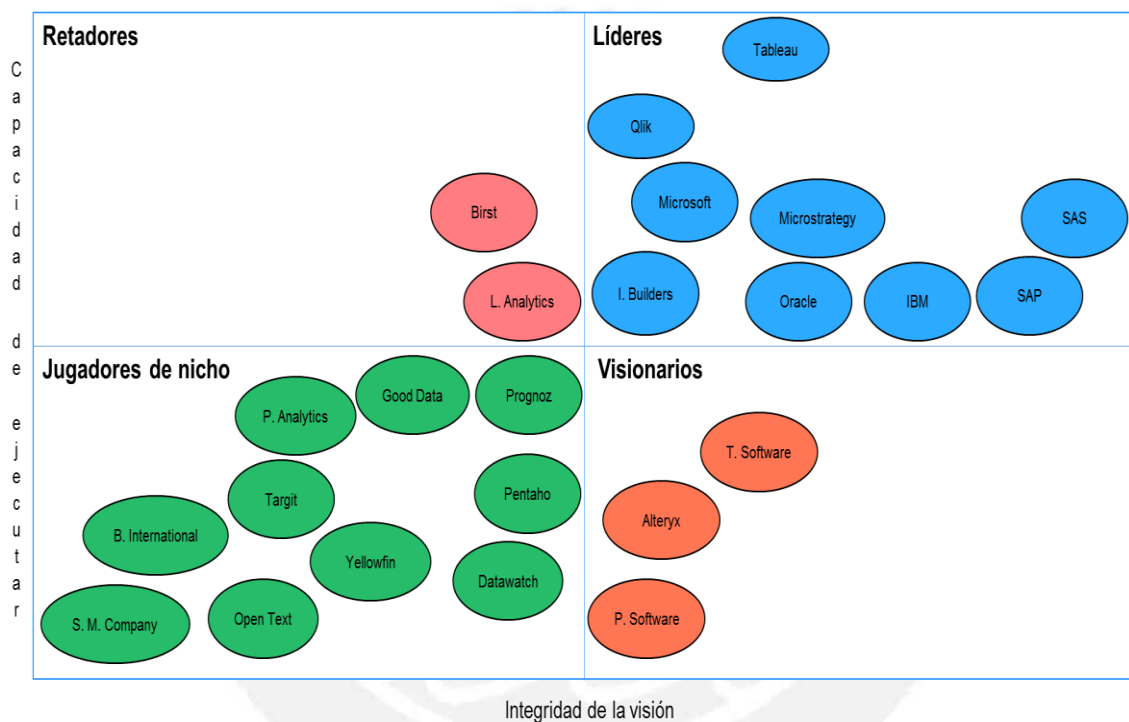 Retadores
Líderes
Tableau
Qlik
Birst
Microsoft
Microstrategy
SAS
L. Analytics
I. Builders
Oracle
IBM
SAP
Jugadores de nicho
Visionarios
P. Analytics
Good Data
Prognoz
T. Software
Targit
Pentaho
Alteryx
B. International
Yellowfin
Datawatch
S. M. Company
Open Text
P. Software
Capacidad de ejecutar
Integridad de la visión